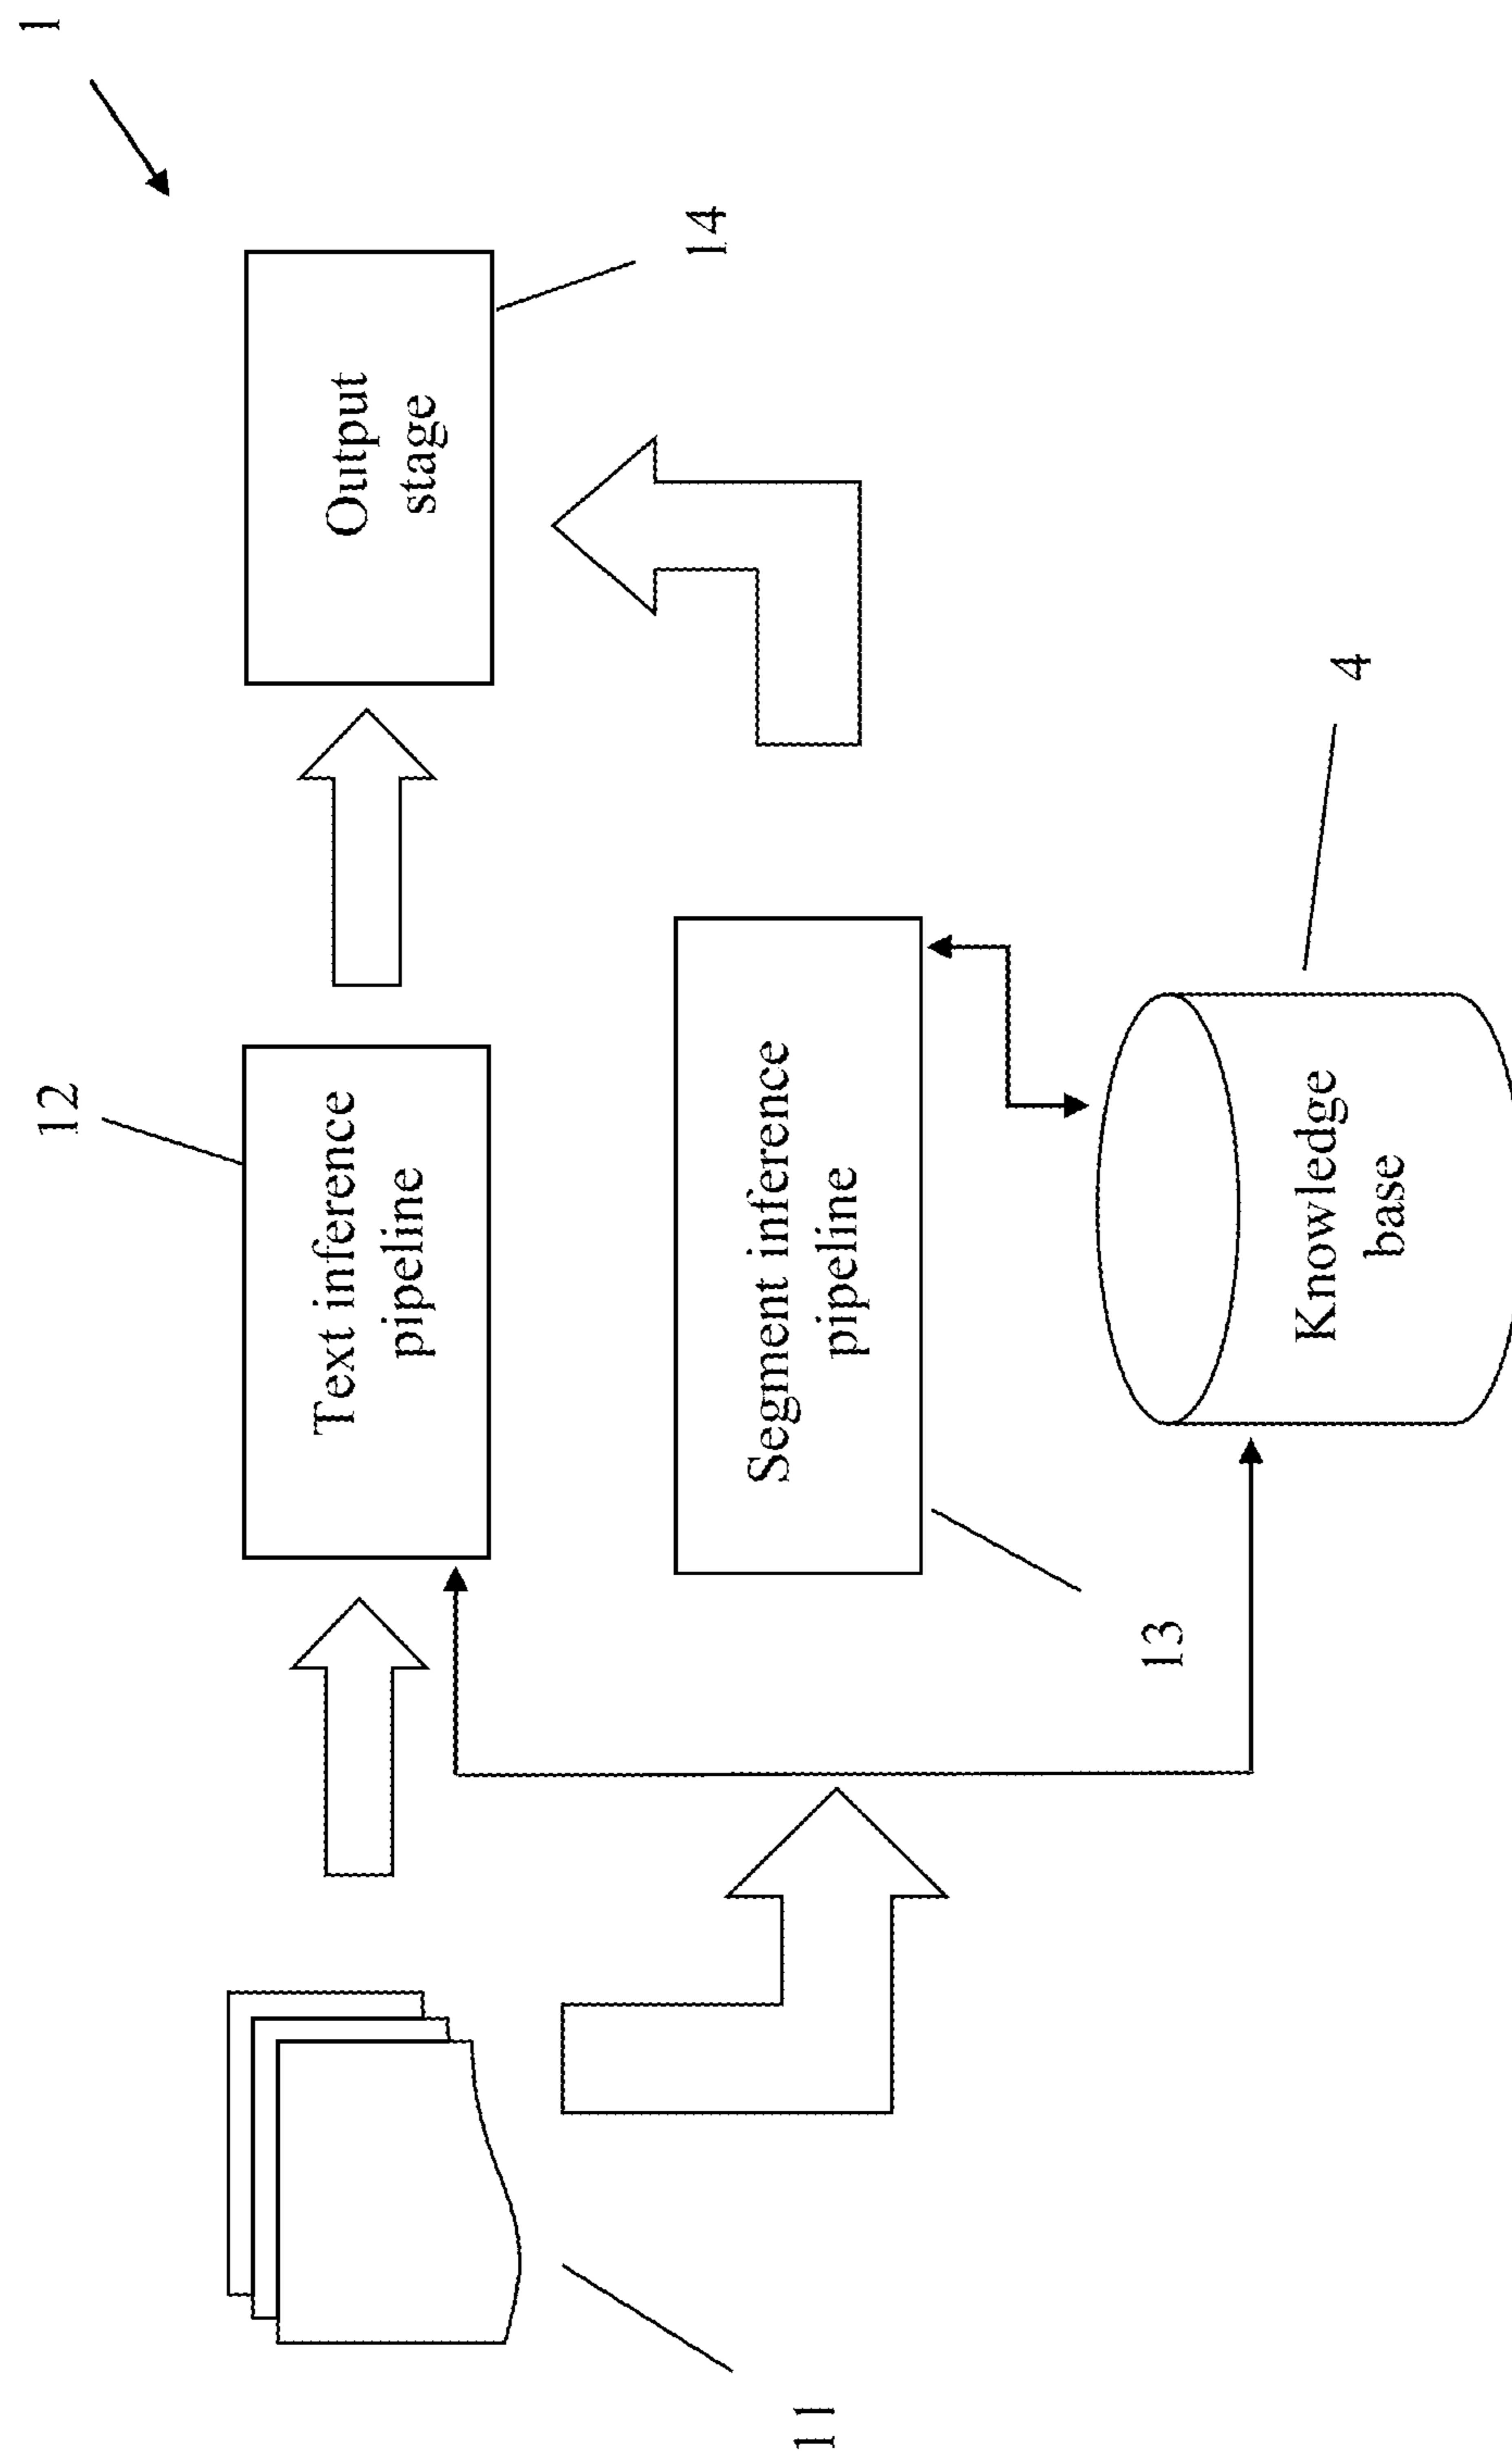 1
12
Text inference
pipeline
Output
stage
14
Segment inference
pipeline
13
4
Knowledge
base
11